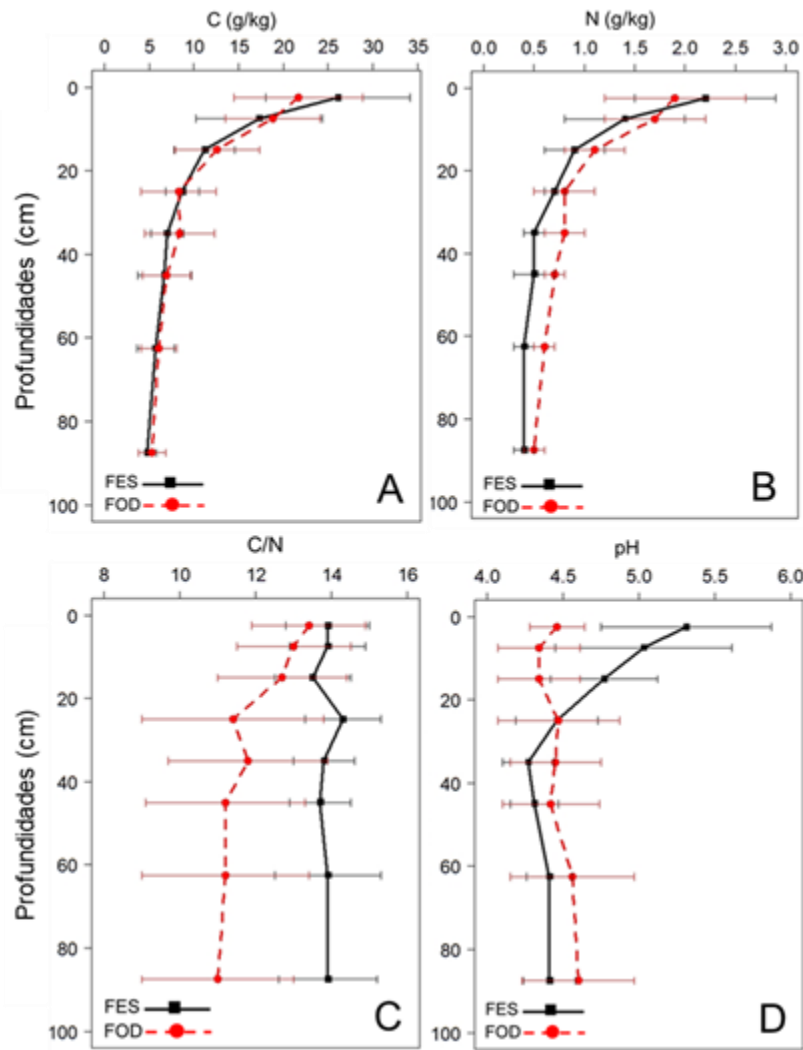 C (g/kg)
0 5 10 15 20 25 30 35
Profundidades (cm)
0
20
40
60
80
100
FES
FOD
A
N (g/kg)
0.0 0.5 1.0 1.5 2.0 2.5 3.0
0
20
40
60
80
100
FES
FOD
B
C/N
8 10 12 14 16
Profundidades (cm)
0
20
40
60
80
100
FES
FOD
C
pH
4.0 4.5 5.0 5.5 6.0
0
20
40
60
80
100
FES
FOD
D